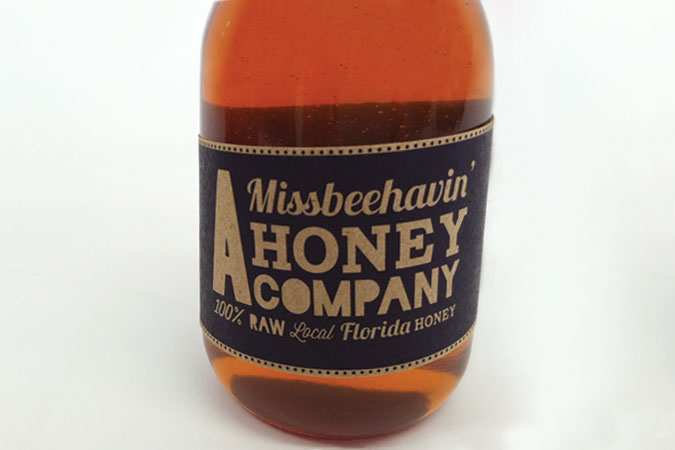 A Missbeehavin'
HONEY
COMPANY
100% RAW Local Florida HONEY